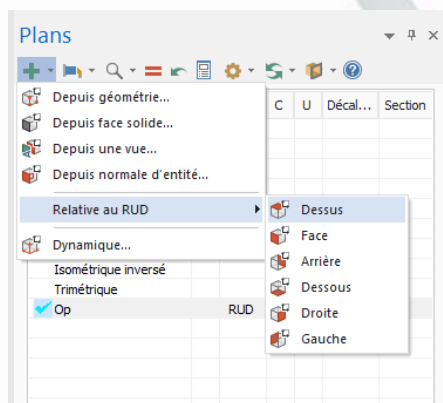 Plans
Depuis géométrie...
C U Décal... Section
Depuis face solide...
Depuis une vue...
Depuis normale d'entité...
Relative au RUD
Dessus
Face
Dynamique...
Arrière
Isométrique inversé
Dessous
Trimétrique
Op RUD
Droite
Gauche